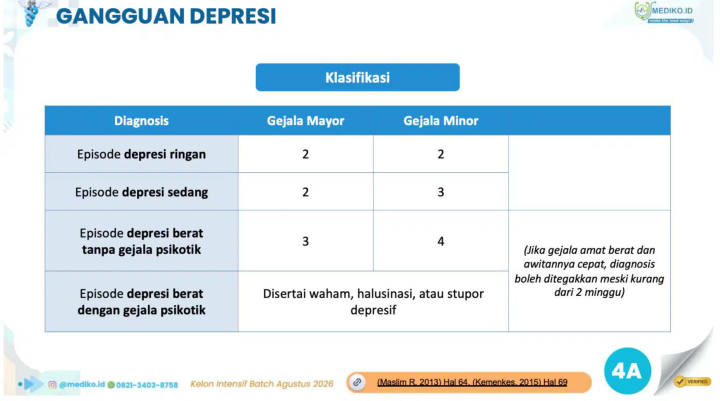 GANGGUAN DEPRESI
MEDIKO.ID
Klasifikasi
Diagnosis Gejala Mayor Gejala Minor
Episode depresi ringan 2 2
Episode depresi sedang 2 3
Episode depresi berat
tanpa gejala psikotik 3 4
(Jika gejala amat berat dan
awitannya cepat, diagnosis
boleh ditegakkan meski kurang
dari 2 minggu)
Episode depresi berat
dengan gejala psikotik
Disertai waham, halusinasi, atau stupor
depresif
@mediko.id 0821-3403-8758 Kelon Intensif Batch Agustus 2026
(Maslim R, 2013) Hal 64, (Kemenkes, 2015) Hal 69
4A
VERIFIED